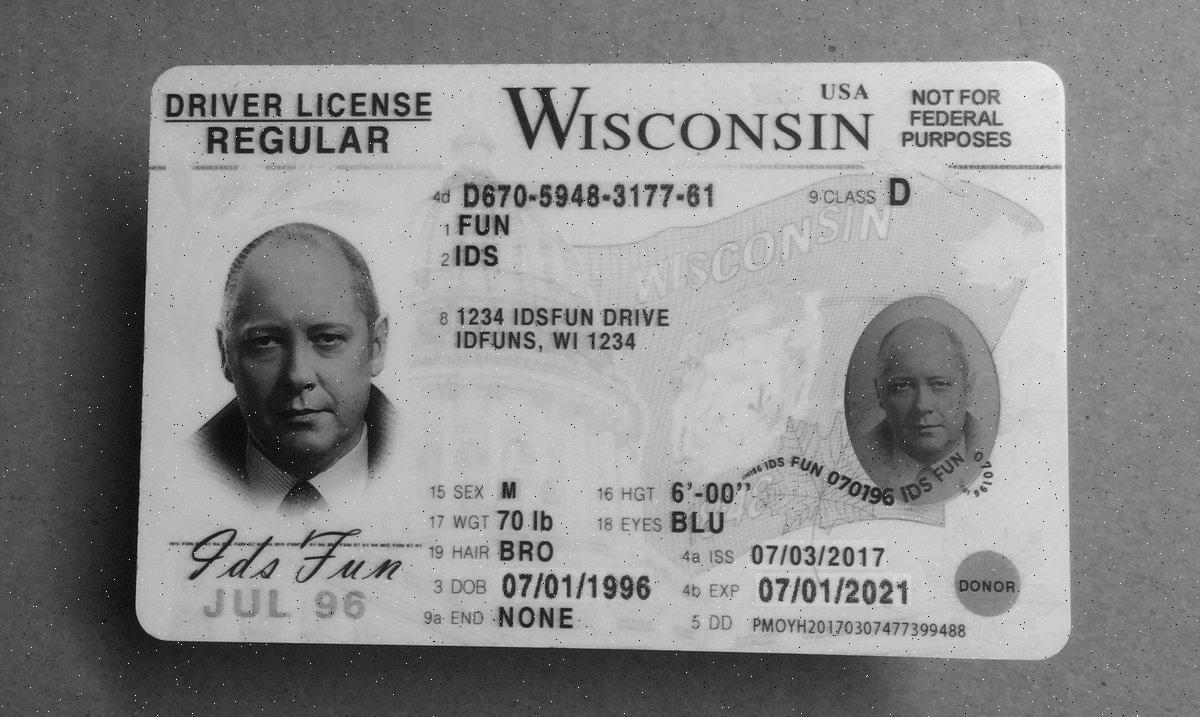 DRIVER LICENSE
REGULAR
WISCONSIN
USA
NOT FOR
FEDERAL
PURPOSES
4d D670-5948-3177-61
9 CLASS D
1 FUN
2 IDS
WISCONSIN
8 1234 IDSFUN DRIVE
IDFUNS, WI 1234
IDS FUN 070196 IDS FUN 070196
15 SEX M
16 HGT 6'-00"
17 WGT 70 lb
18 EYES BLU
19 HAIR BRO
4a ISS 07/03/2017
3 DOB 07/01/1996
4b EXP 07/01/2021
9a END NONE
5 DD PMOYH20170307477399488
DONOR
Ids Fun
JUL 96